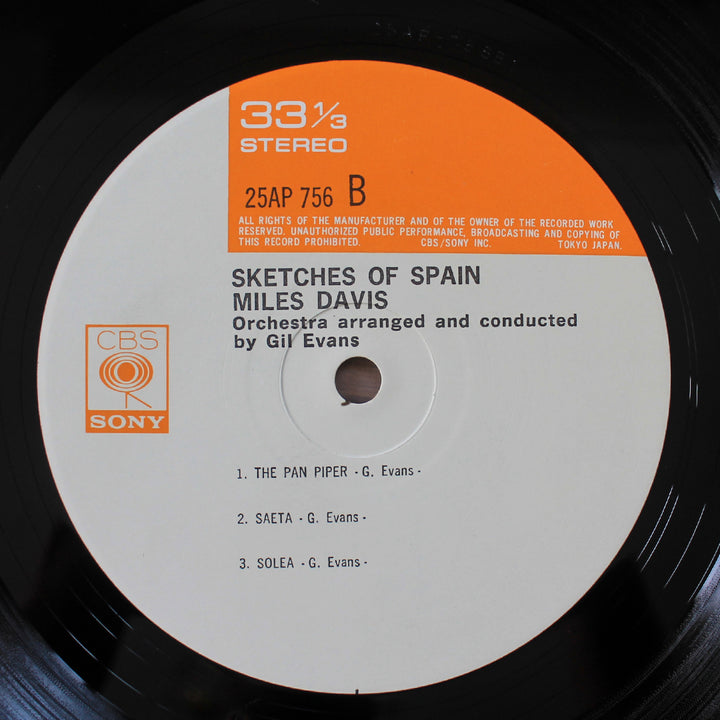 33 1/3
STEREO
25AP 756 B
ALL RIGHTS OF THE MANUFACTURER AND OF THE OWNER OF THE RECORDED WORK
RESERVED. UNAUTHORIZED PUBLIC PERFORMANCE, BROADCASTING AND COPYING OF
THIS RECORD PROHIBITED. CBS/SONY INC. TOKYO JAPAN.
SKETCHES OF SPAIN
MILES DAVIS
Orchestra arranged and conducted
by Gil Evans
CBS
SONY
1. THE PAN PIPER - G. Evans -
2. SAETA - G. Evans -
3. SOLEA - G. Evans -